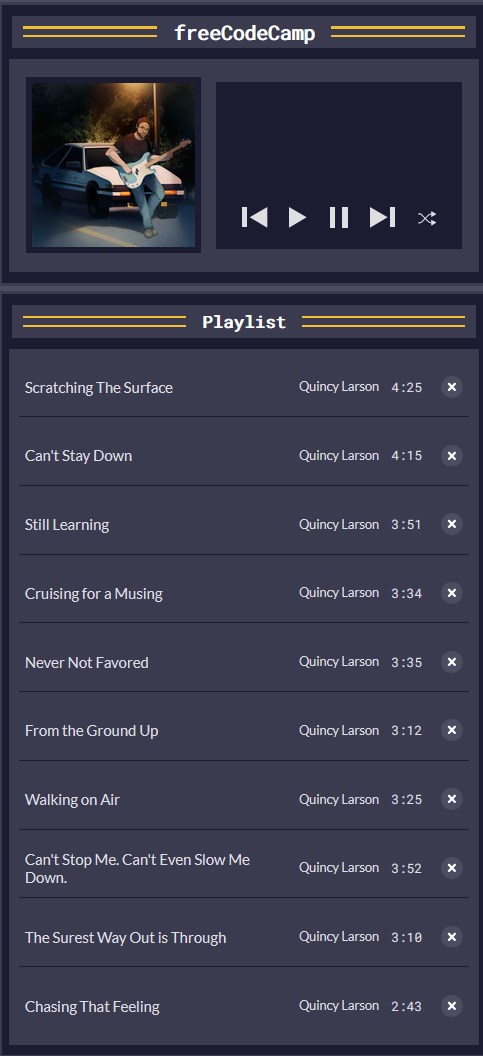 freeCodeCamp
Playlist
Scratching The Surface Quincy Larson 4:25
Can't Stay Down Quincy Larson 4:15
Still Learning Quincy Larson 3:51
Cruising for a Musing Quincy Larson 3:34
Never Not Favored Quincy Larson 3:35
From the Ground Up Quincy Larson 3:12
Walking on Air Quincy Larson 3:25
Can't Stop Me. Can't Even Slow Me
Down. Quincy Larson 3:52
The Surest Way Out is Through Quincy Larson 3:10
Chasing That Feeling Quincy Larson 2:43